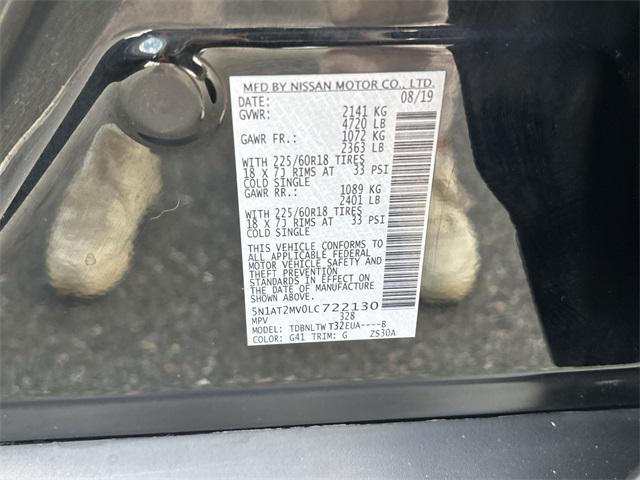 MFD BY NISSAN MOTOR CO., LTD.
DATE: 08/19
GVWR: 2141 KG
4720 LB
GAWR FR.: 1072 KG
2363 LB
WITH 225/60R18 TIRES
18 X 7J RIMS AT 33 PSI
COLD SINGLE
GAWR RR.: 1089 KG
2401 LB
WITH 225/60R18 TIRES
18 X 7J RIMS AT 33 PSI
COLD SINGLE
THIS VEHICLE CONFORMS TO
ALL APPLICABLE FEDERAL
MOTOR VEHICLE SAFETY AND
THEFT PREVENTION
STANDARDS IN EFFECT ON
THE DATE OF MANUFACTURE
SHOWN ABOVE.
5N1AT2MV0LC722130
MPV 328
MODEL: TDBNLTW T32EUA----B
COLOR: G41 TRIM: G ZS30A